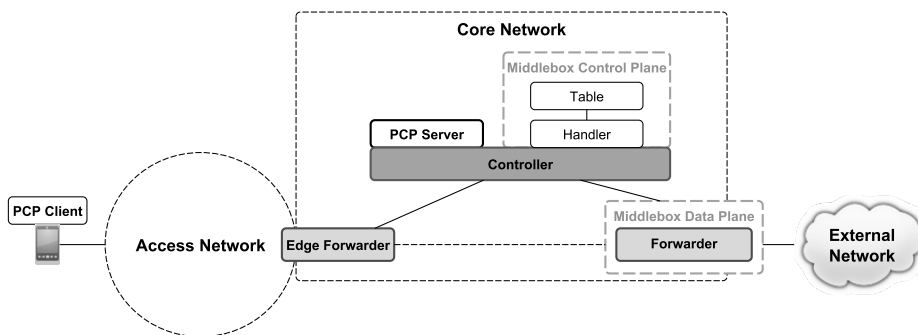 Core Network
Middlebox Control Plane
Table
Handler
PCP Server
Controller
PCP Client
Access Network
Edge Forwarder
Middlebox Data Plane
Forwarder
External
Network